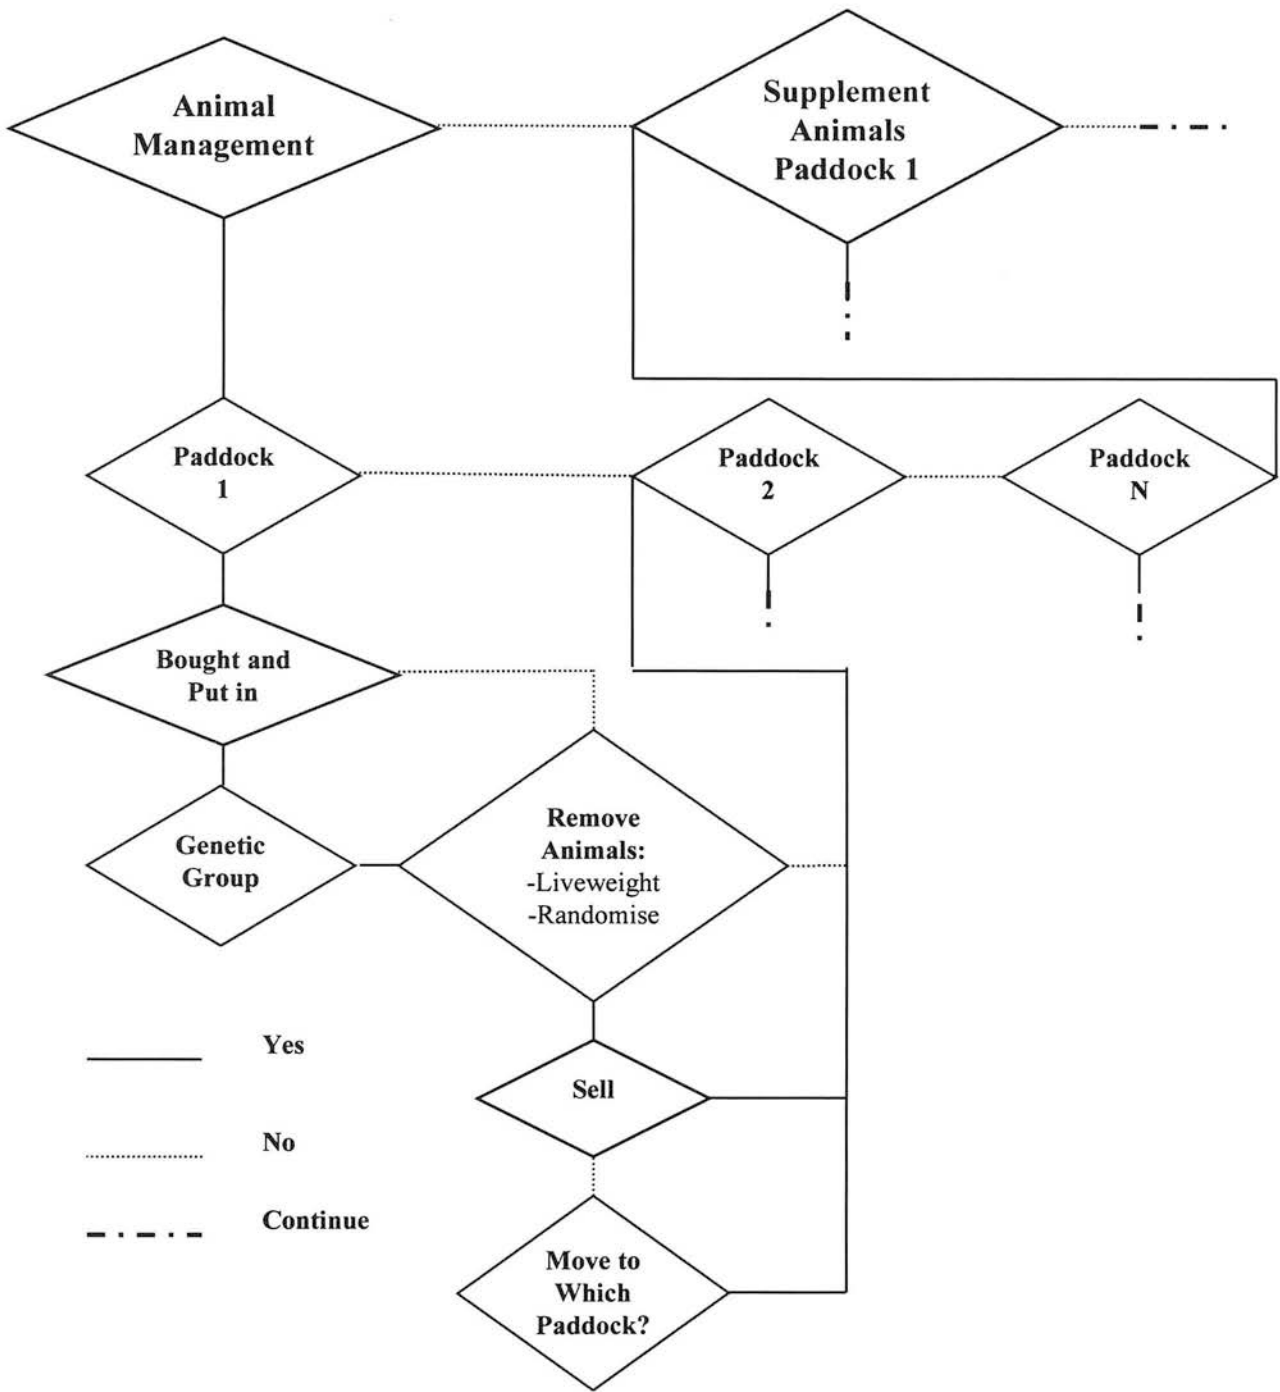 Animal
Management
Supplement
Animals
Paddock 1
Paddock
1
Paddock
2
Paddock
N
Bought and
Put in
Genetic
Group
Remove
Animals:
-Liveweight
-Randomise
Yes
Sell
No
Continue
Move to
Which
Paddock?